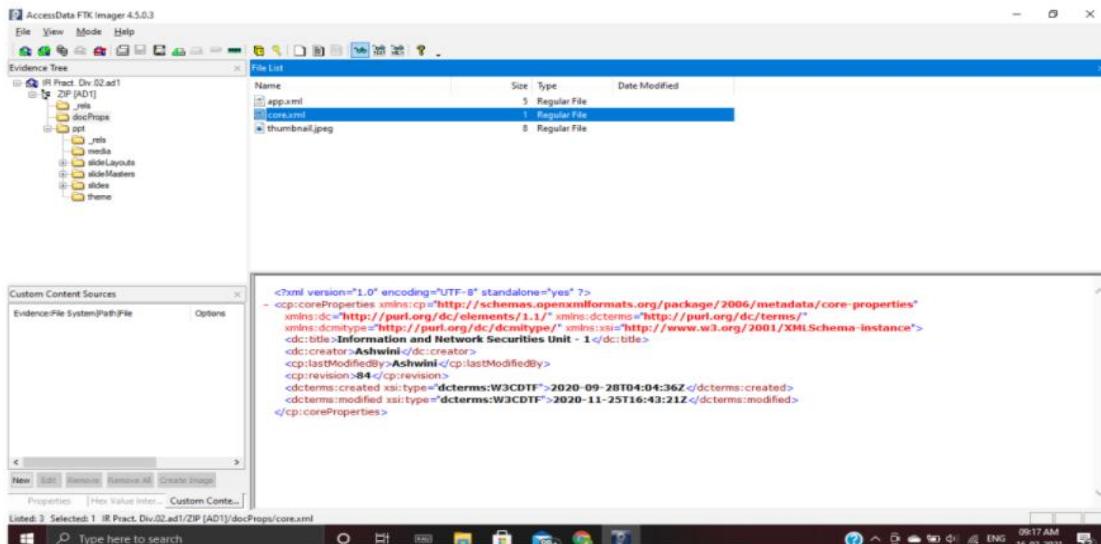 AccessData FTK Imager 4.5.0.3
File View Mode Help
Evidence Tree
IR Pract. Div.02.ad1
ZIP [AD1]
_rels
docProps
ppt
_rels
media
slideLayouts
slideMasters
slides
theme
File List
Name Size Type Date Modified
app.xml 5 Regular File
core.xml 1 Regular File
thumbnail.jpeg 8 Regular File
Custom Content Sources
Evidence:File System|Path|File Options
New Edit Remove Remove All Create Image
Properties Hex Value Inter... Custom Conte...
<?xml version="1.0" encoding="UTF-8" standalone="yes" ?>
- <cp:coreProperties xmlns:cp="http://schemas.openxmlformats.org/package/2006/metadata/core-properties"
xmlns:dc="http://purl.org/dc/elements/1.1/" xmlns:dcterms="http://purl.org/dc/terms/"
xmlns:dcmitype="http://purl.org/dc/dcmitype/" xmlns:xsi="http://www.w3.org/2001/XMLSchema-instance">
<dc:title>Information and Network Securities Unit - 1</dc:title>
<dc:creator>Ashwini</dc:creator>
<cp:lastModifiedBy>Ashwini</cp:lastModifiedBy>
<cp:revision>84</cp:revision>
<dcterms:created xsi:type="dcterms:W3CDTF">2020-09-28T04:04:36Z</dcterms:created>
<dcterms:modified xsi:type="dcterms:W3CDTF">2020-11-25T16:43:21Z</dcterms:modified>
</cp:coreProperties>
Listed: 3 Selected: 1 IR Pract. Div.02.ad1/ZIP [AD1]/docProps/core.xml
Type here to search
ENG
09:17 AM